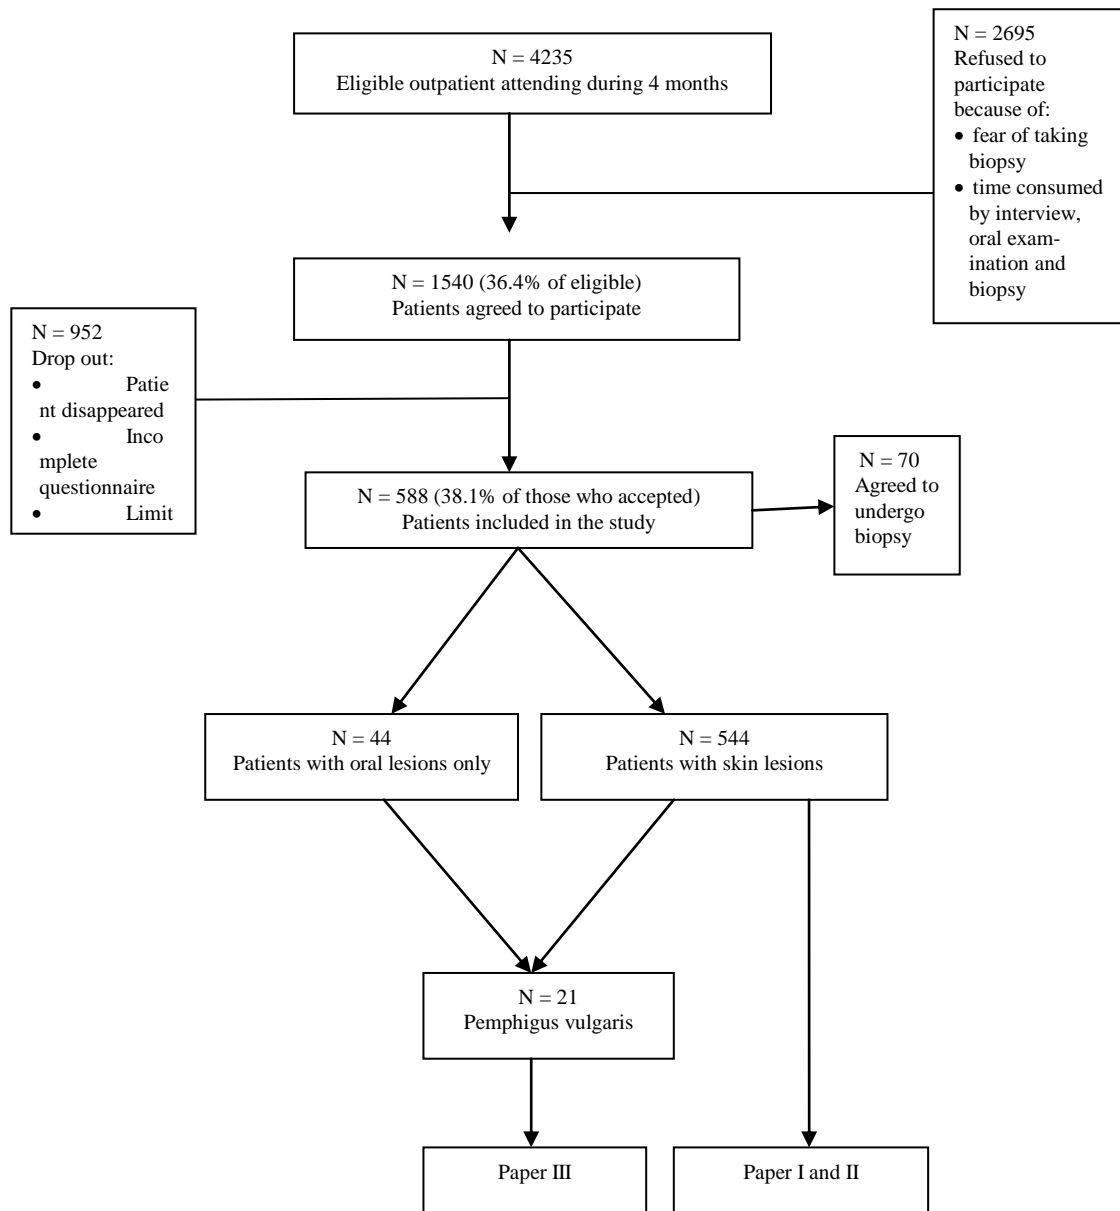 N = 4235
Eligible outpatient attending during 4 months
N = 2695
Refused to
participate
because of:
• fear of taking
biopsy
• time consumed
by interview,
oral exam-
ination and
biopsy
N = 1540 (36.4% of eligible)
Patients agreed to participate
N = 952
Drop out:
• Patie
nt disappeared
• Inco
mplete
questionnaire
• Limit
N = 588 (38.1% of those who accepted)
Patients included in the study
N = 70
Agreed to
undergo
biopsy
N = 44
Patients with oral lesions only
N = 544
Patients with skin lesions
N = 21
Pemphigus vulgaris
Paper III
Paper I and II